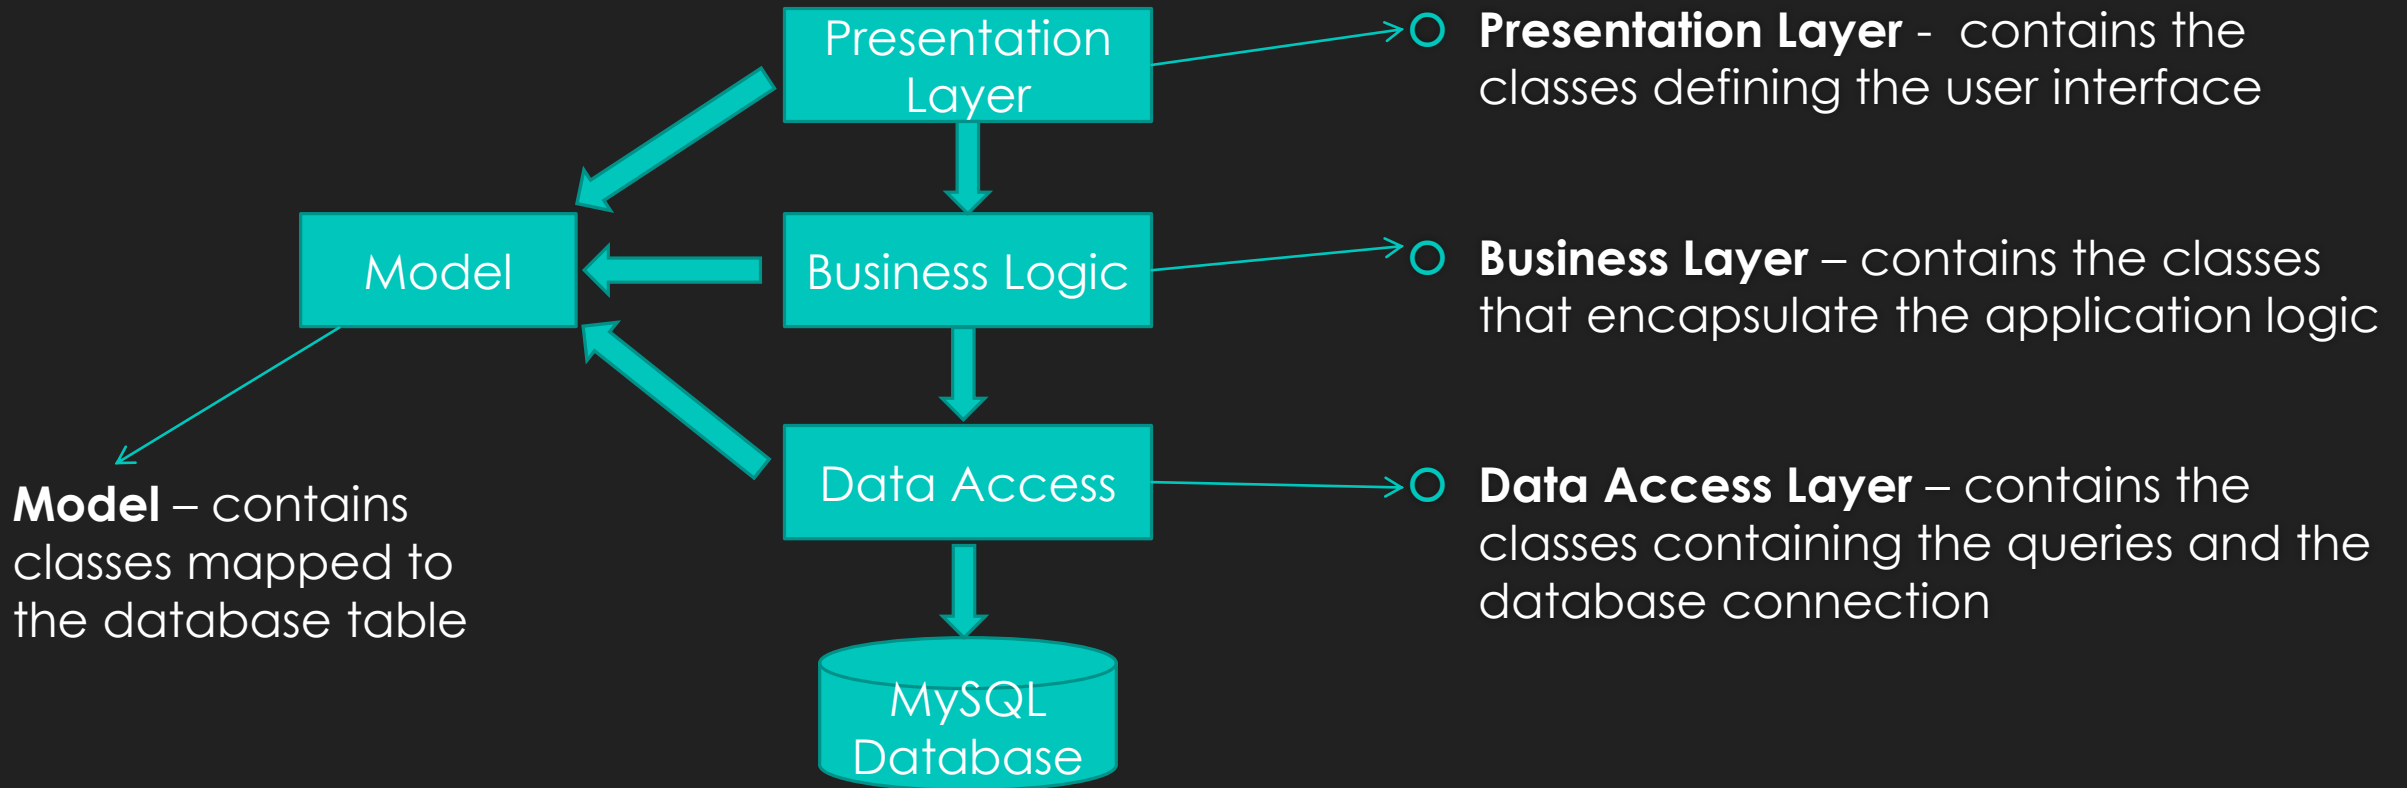 Presentation
Layer
Presentation Layer - contains the
classes defining the user interface
Model
Business Logic
Business Layer – contains the classes
that encapsulate the application logic
Data Access
Data Access Layer – contains the
classes containing the queries and the
database connection
Model – contains
classes mapped to
the database table
MySQL
Database